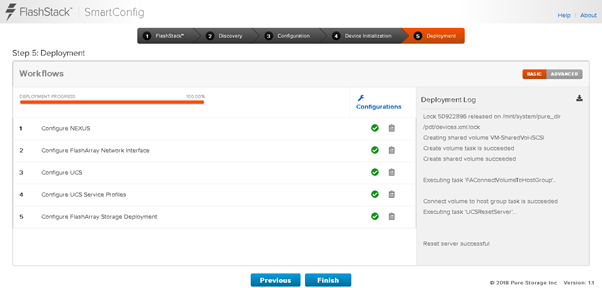 FlashStack™ SmartConfig
Help About
1 FlashStack™ 2 Discovery 3 Configuration 4 Device Initialization 5 Deployment
Step 5: Deployment
Workflows
BASIC ADVANCED
DEPLOYMENT PROGRESS 100.00%
Configurations
1 Configure NEXUS
2 Configure FlashArray Network Interface
3 Configure UCS
4 Configure UCS Service Profiles
5 Configure FlashArray Storage Deployment
Deployment Log
Lock 50922896 released on /mnt/system/pure_dir
/pdt/devices.xml.lock
Creating shared volume VM-SharedVol-iSCSI
Create volume task is succeeded
Create shared volume succeeded
Executing task 'FAConnectVolumeToHostGroup'...
Connect volume to host group task is succeeded
Executing task 'UCSResetServer'...
Reset server successful
Previous Finish
© 2018 Pure Storage Inc Version: 1.1